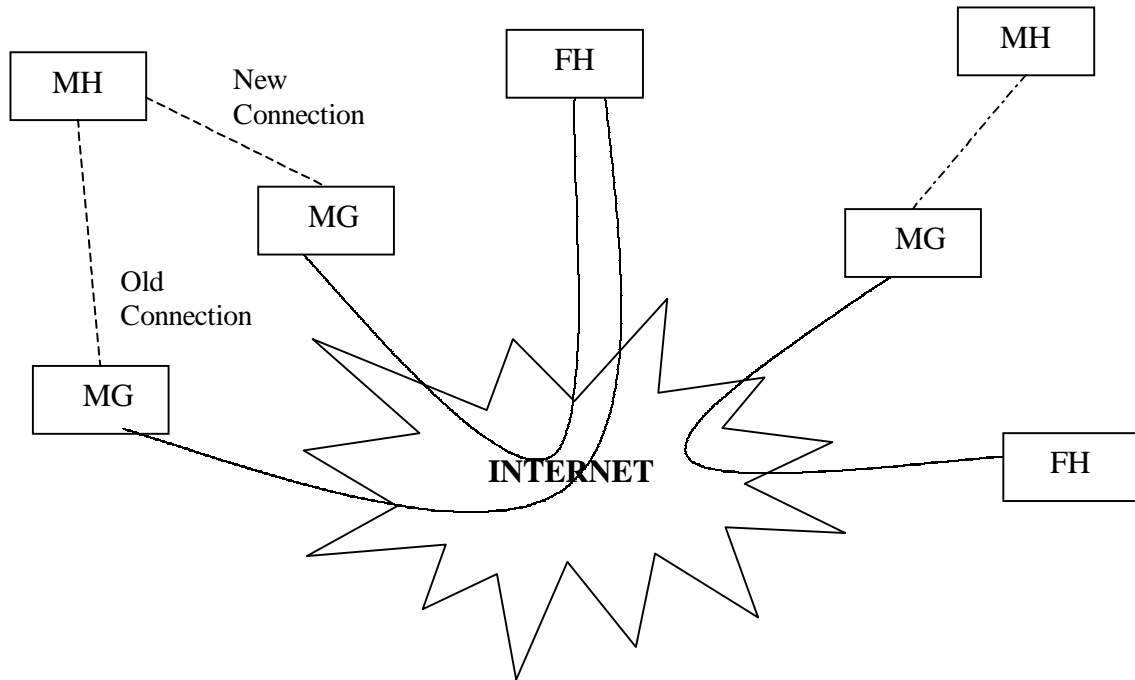 MH
New
Connection
FH
MH
MG
MG
Old
Connection
MG
INTERNET
FH